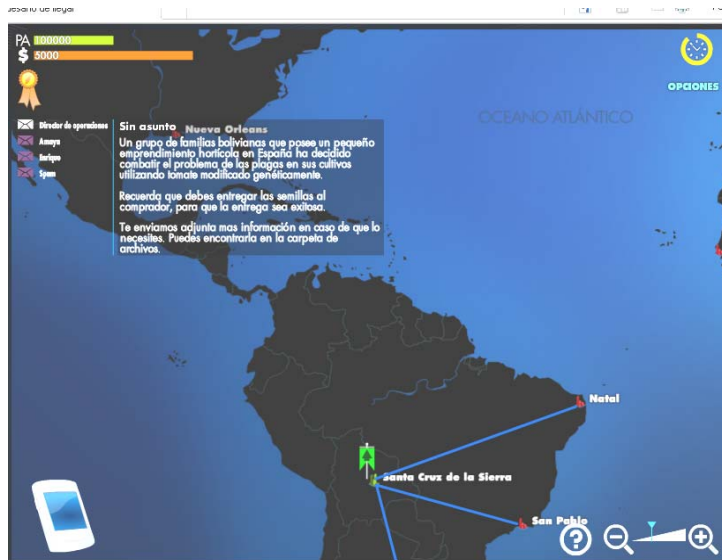 de llegar
PA 100000
$ 5000
OPCIONES
OCEANO ATLÁNTICO
Director de operaciones
Amaya
Enrique
Spam
Sin asunto
Nueva Orleans
Un grupo de familias bolivianas que posee un pequeño
emprendimiento hortícola en España ha decidido
combatir el problema de las plagas en sus cultivos
utilizando tomate modificado genéticamente.
Recuerda que debes entregar las semillas al
comprador, para que la entrega sea exitosa.
Te enviamos adjunta mas información en caso de que lo
necesites. Puedes encontrarla en la carpeta de
archivos.
Natal
Santa Cruz de la Sierra
San Pablo
?